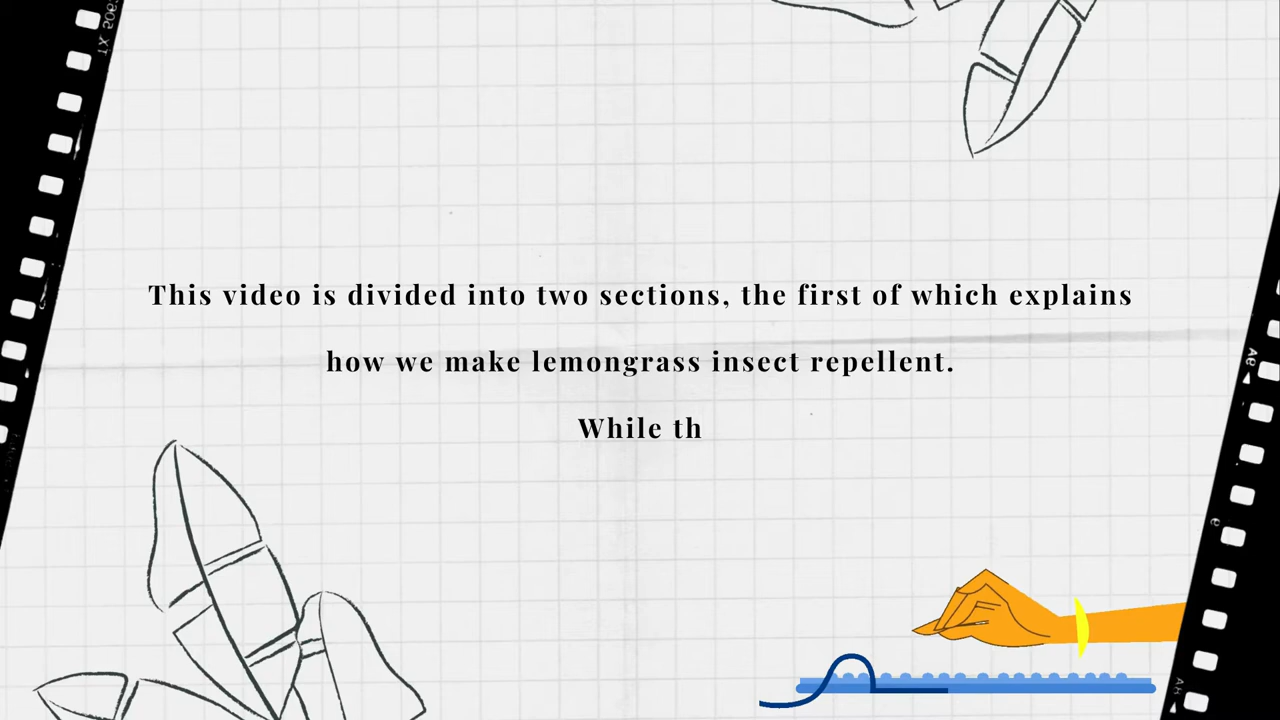 This video is divided into two sections, the first of which explains
how we make lemongrass insect repellent.
While th